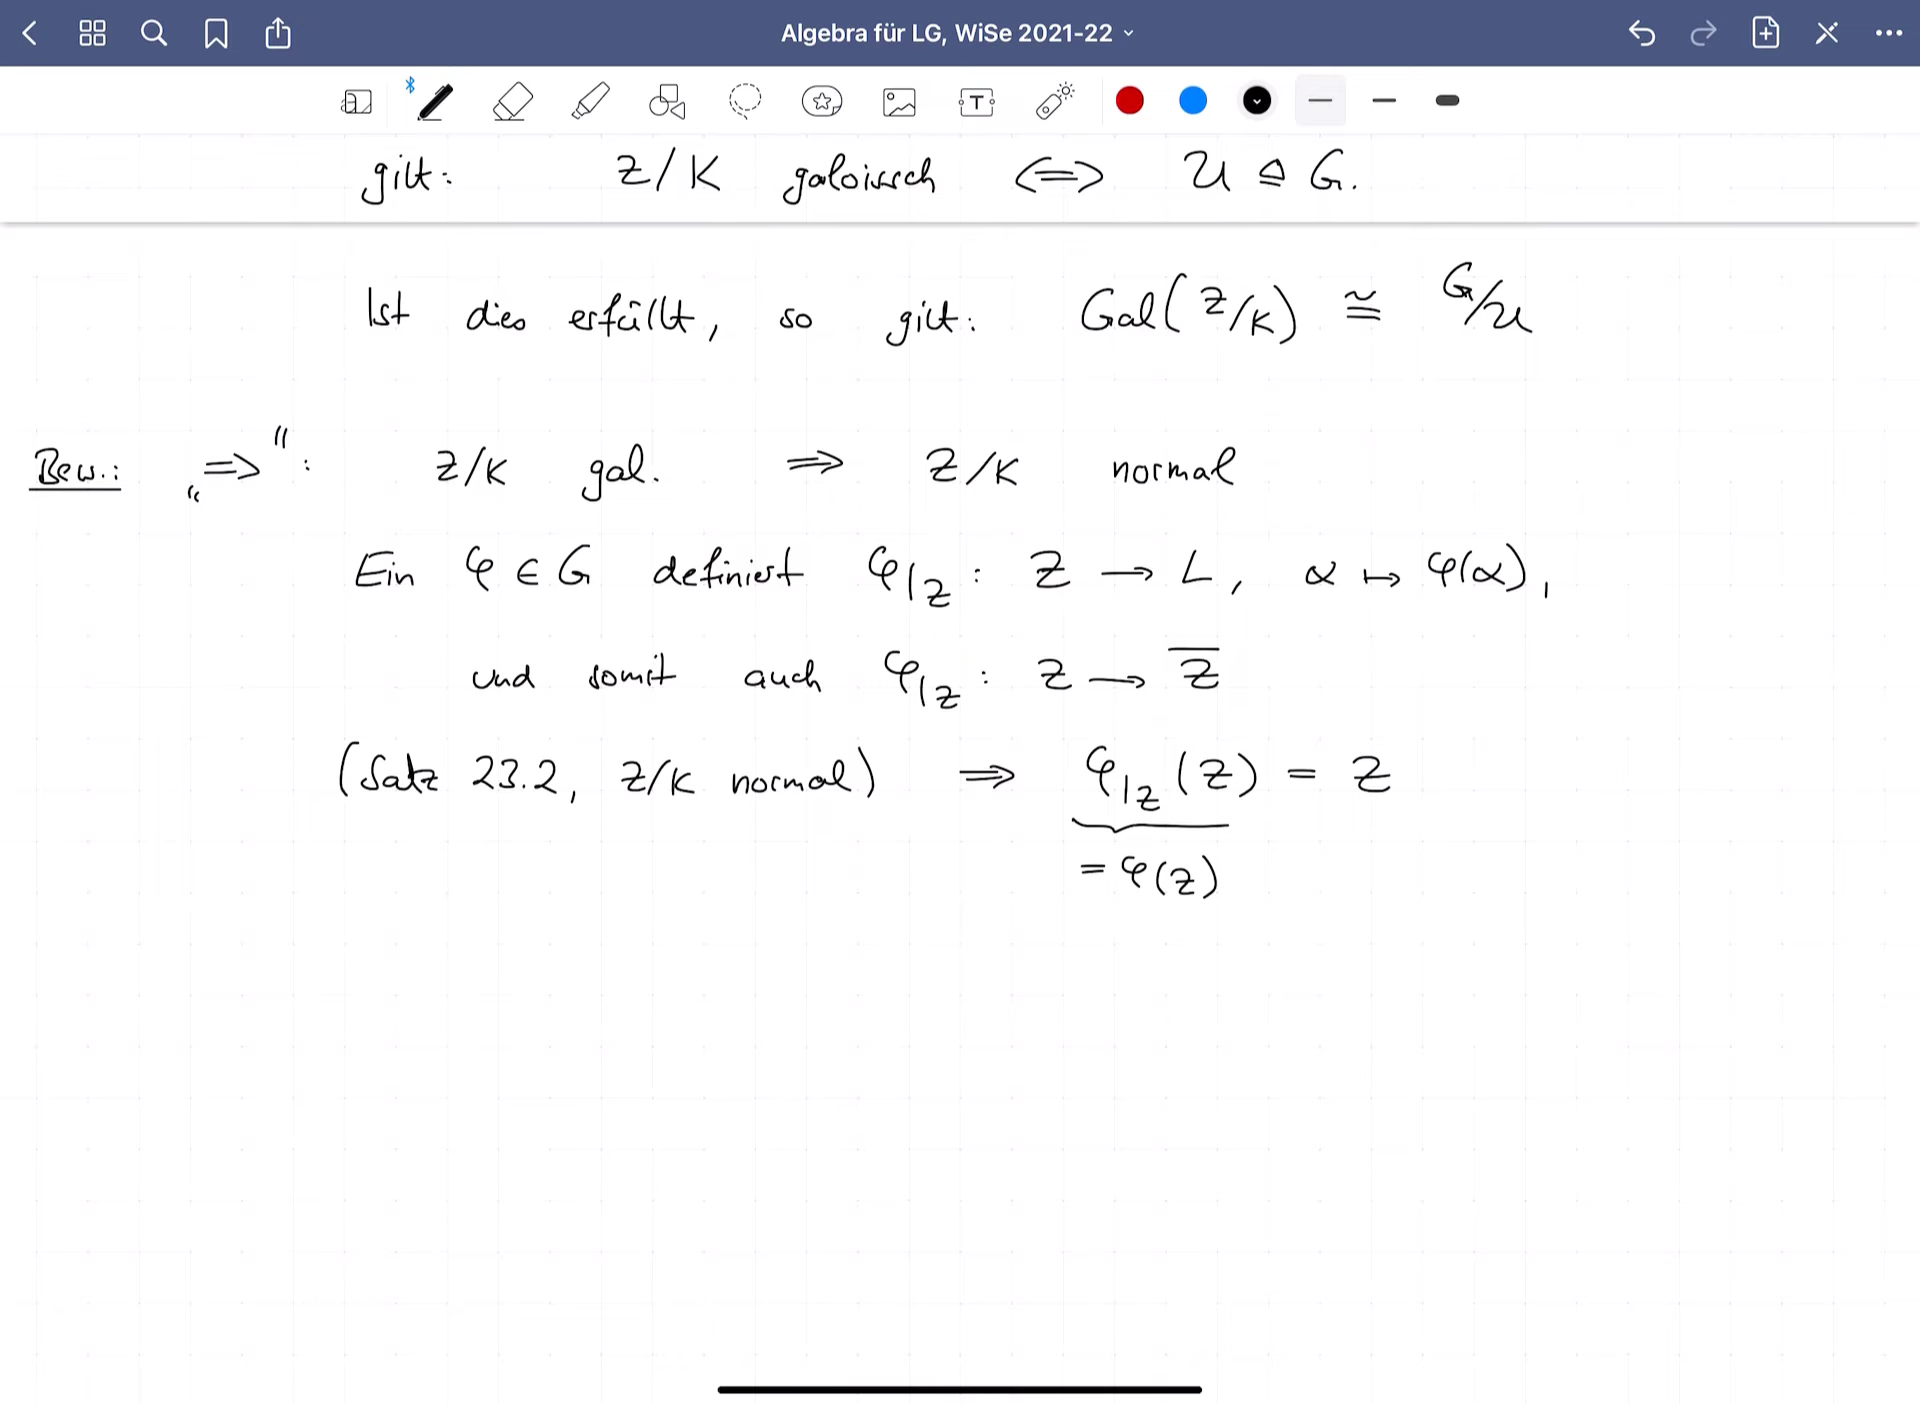 Algebra für LG, WiSe 2021-22
gilt: Z/K galoissch <=> U ⊴ G.
Ist dies erfüllt, so gilt: Gal(Z/K) ≅ G/U
Bew.: „=>": Z/K gal. => Z/K normal
Ein φ ∈ G definiert φ|Z : Z → L, α ↦ φ(α),
und somit auch φ|Z : Z → Z̅
(Satz 23.2, Z/K normal) => φ|Z (Z) = Z
= φ(Z)